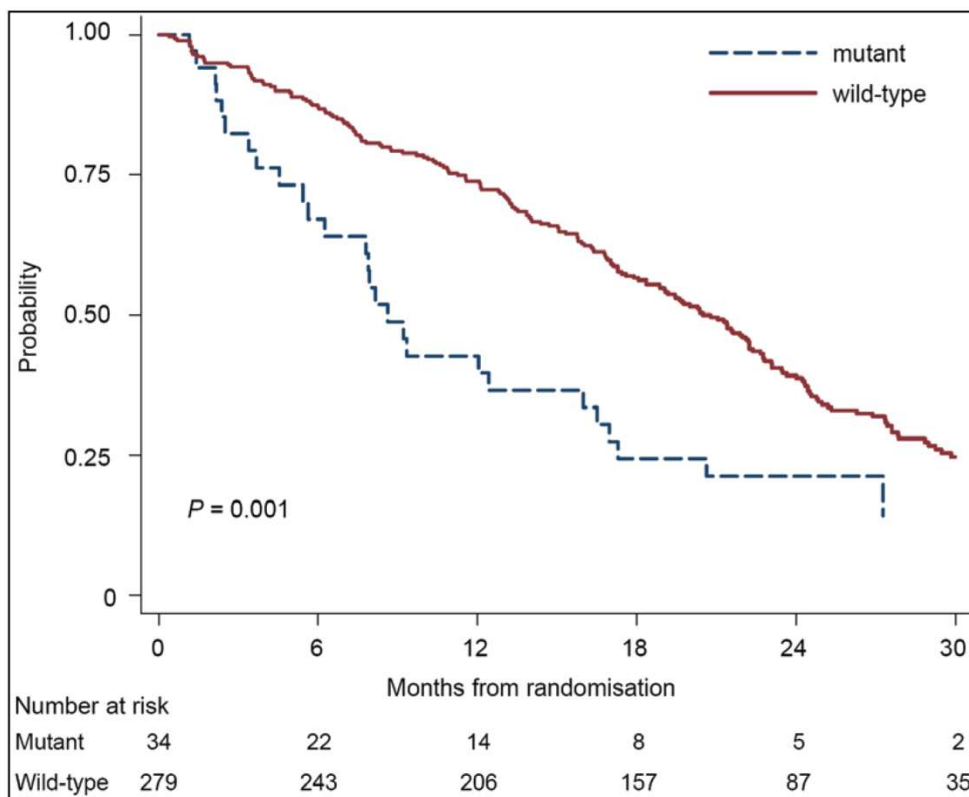 1.00
0.75
0.50
0.25
0
Probability
mutant
wild-type
P = 0.001
0 6 12 18 24 30
Months from randomisation
Number at risk
Mutant 34 22 14 8 5 2
Wild-type 279 243 206 157 87 35